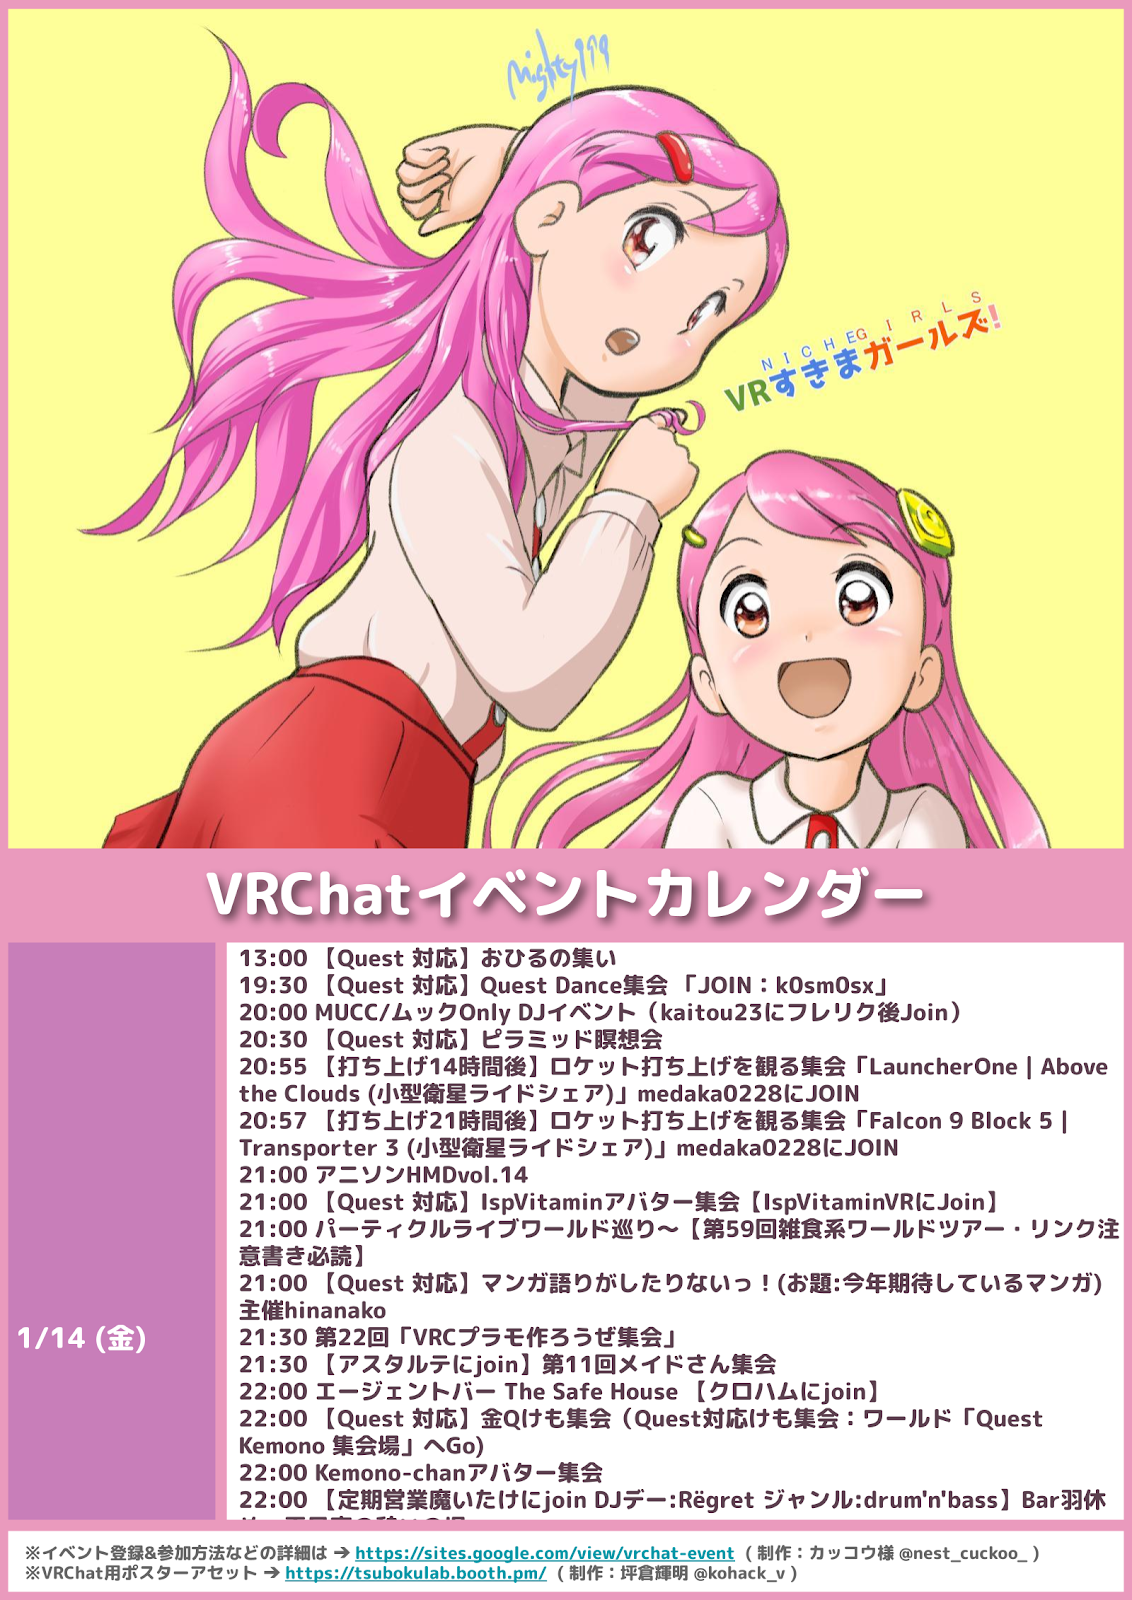 mighty199
NICHE GIRLS
VRすきまガールズ!
VRChatイベントカレンダー
1/14 (金)
13:00 【Quest 対応】おひるの集い
19:30 【Quest 対応】Quest Dance集会 「JOIN：k0sm0sx」
20:00 MUCC/ムックOnly DJイベント（kaitou23にフレリク後Join）
20:30 【Quest 対応】ピラミッド瞑想会
20:55 【打ち上げ14時間後】ロケット打ち上げを観る集会「LauncherOne | Above
the Clouds (小型衛星ライドシェア)」medaka0228にJOIN
20:57 【打ち上げ21時間後】ロケット打ち上げを観る集会「Falcon 9 Block 5 |
Transporter 3 (小型衛星ライドシェア)」medaka0228にJOIN
21:00 アニソンHMDvol.14
21:00 【Quest 対応】IspVitaminアバター集会【IspVitaminVRにJoin】
21:00 パーティクルライブワールド巡り～【第59回雑食系ワールドツアー・リンク注
意書き必読】
21:00 【Quest 対応】マンガ語りがしたりないっ！(お題:今年期待しているマンガ)
主催hinanako
21:30 第22回「VRCプラモ作ろうぜ集会」
21:30 【アスタルテにjoin】第11回メイドさん集会
22:00 エージェントバー The Safe House 【クロハムにjoin】
22:00 【Quest 対応】金Qけも集会（Quest対応けも集会：ワールド「Quest
Kemono 集会場」へGo)
22:00 Kemono-chanアバター集会
22:00 【定期営業魔いたけにjoin DJデー:Rëgret ジャンル:drum'n'bass】Bar羽休
※イベント登録&参加方法などの詳細は ➔ https://sites.google.com/view/vrchat-event ( 制作：カッコウ様 @nest_cuckoo_ )
※VRChat用ポスターアセット ➔ https://tsubokulab.booth.pm/ ( 制作：坪倉輝明 @kohack_v )